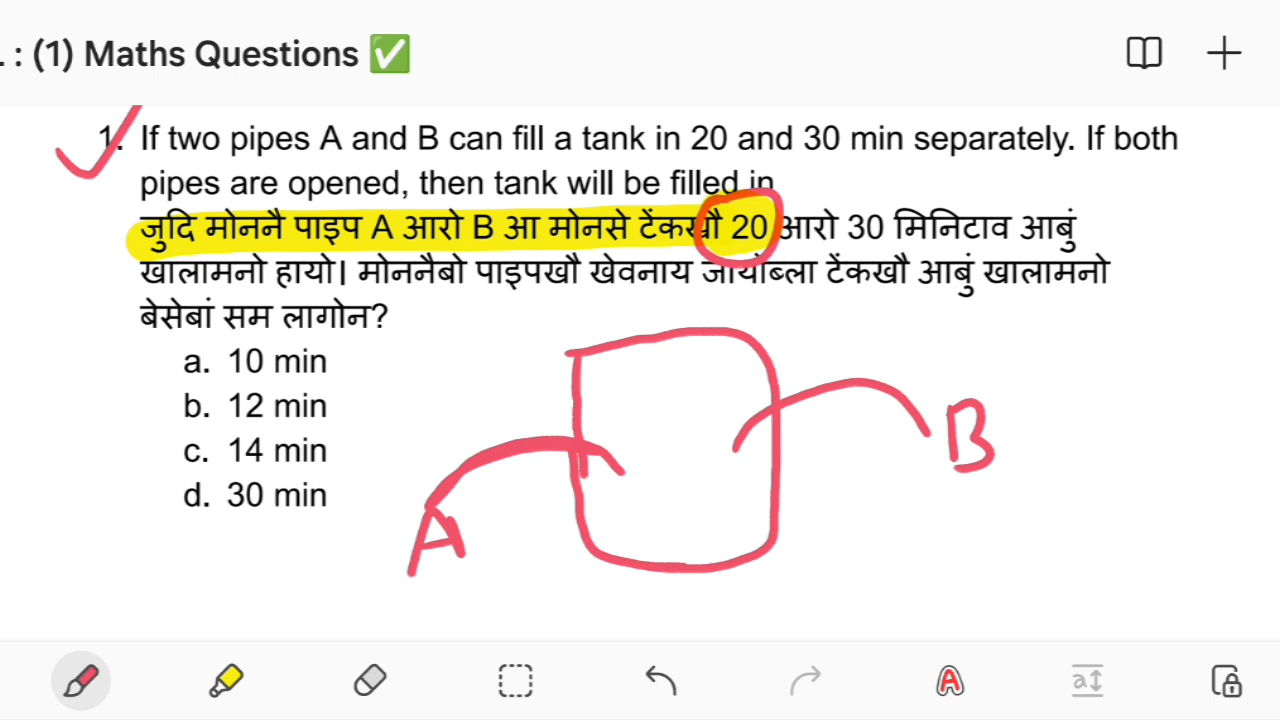 . : (1) Maths Questions ✅
1. If two pipes A and B can fill a tank in 20 and 30 min separately. If both
pipes are opened, then tank will be filled in
जुदि मोननै पाइप A आरो B आ मोनसे टेंकखौ 20 आरो 30 मिनिटाव आबुं
खालामनो हायो। मोननैबो पाइपखौ खेवनाय जायोब्ला टेंकखौ आबुं खालामनो
बेसेबां सम लागोन?
a. 10 min
b. 12 min
c. 14 min
d. 30 min
A
B
A
a